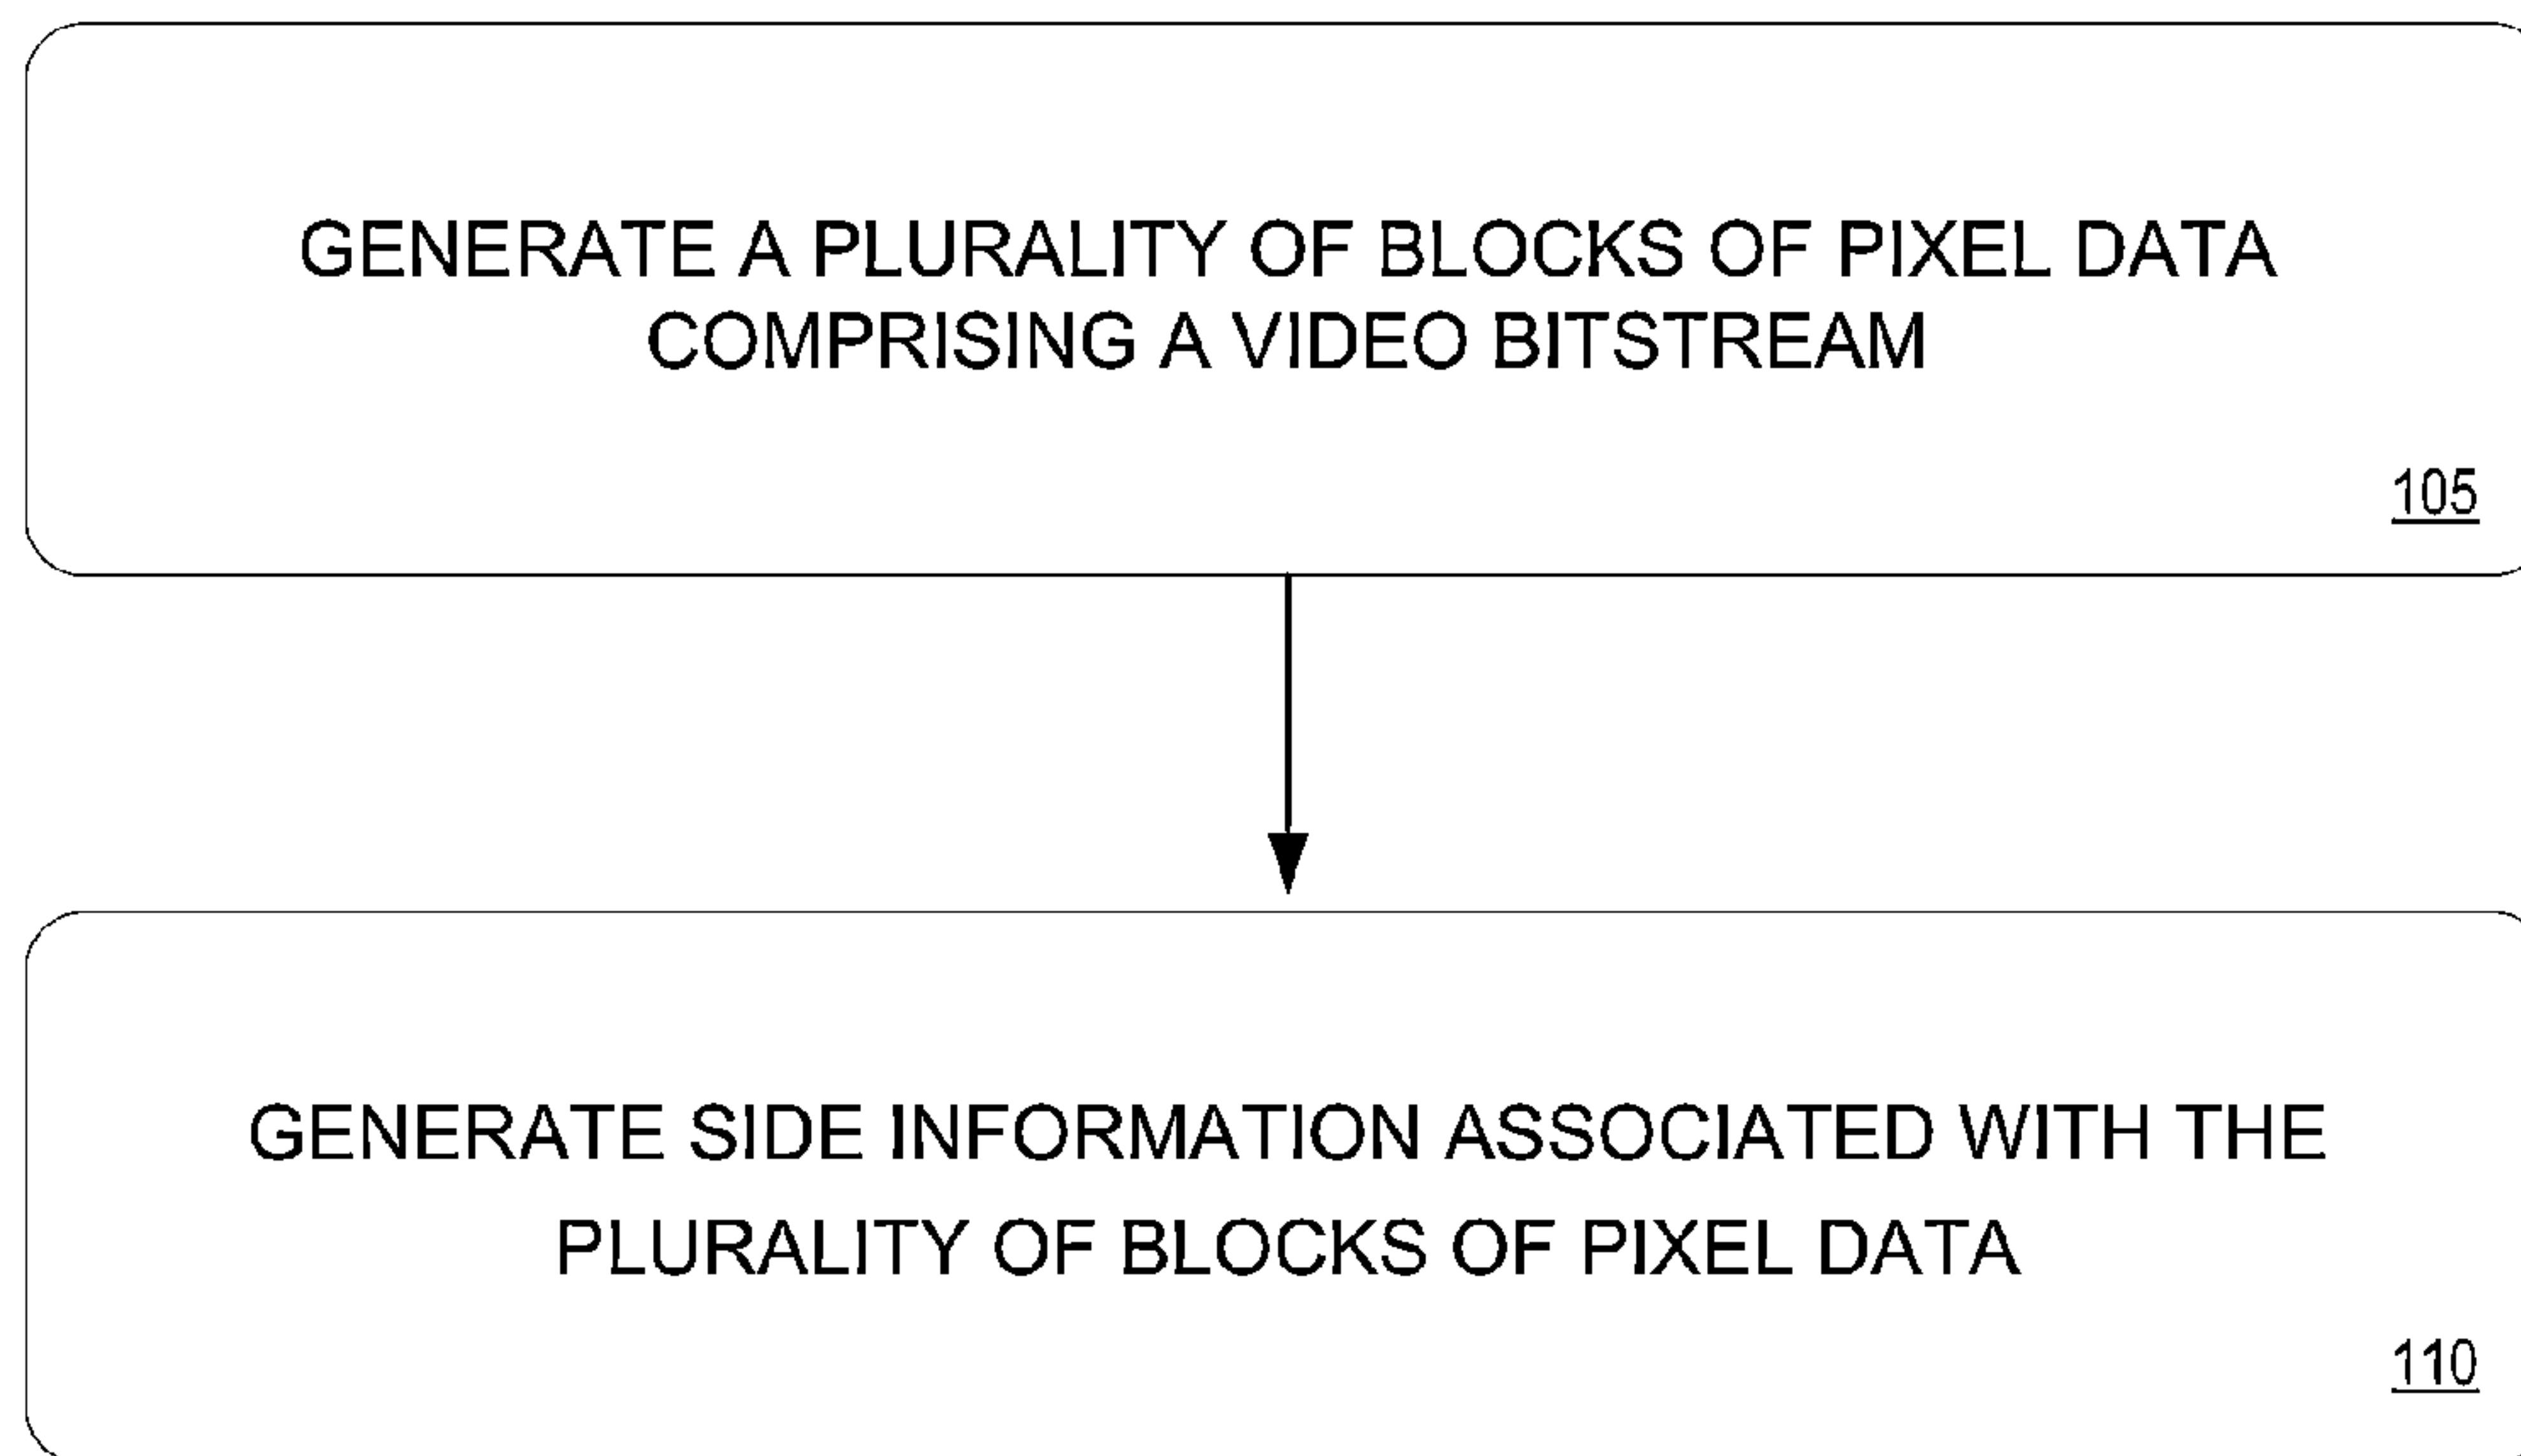 GENERATE A PLURALITY OF BLOCKS OF PIXEL DATA
COMPRISING A VIDEO BITSTREAM
105
GENERATE SIDE INFORMATION ASSOCIATED WITH THE
PLURALITY OF BLOCKS OF PIXEL DATA
110